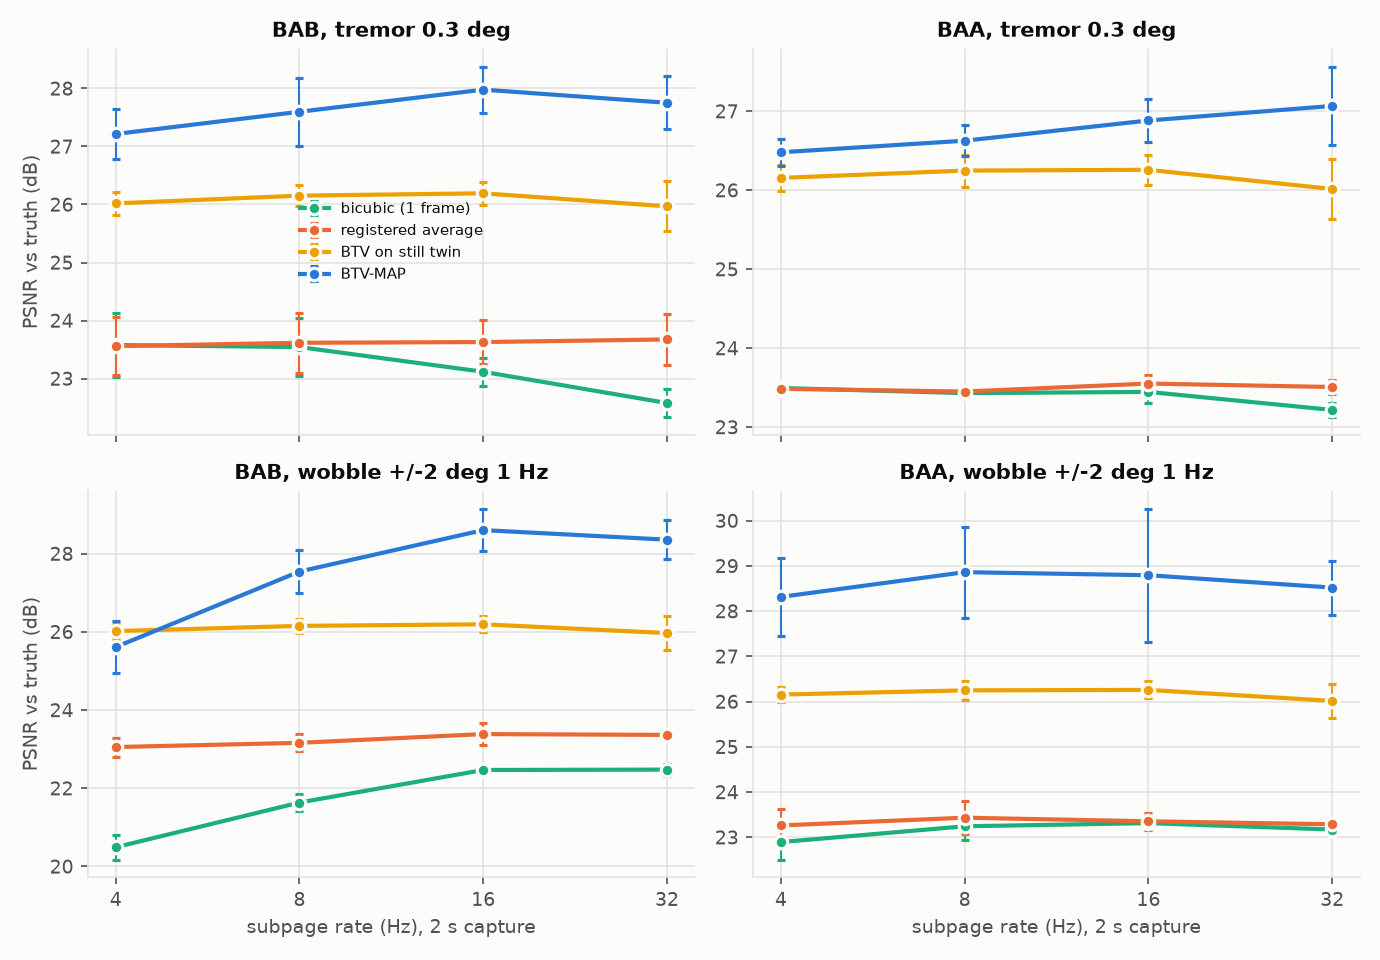 BAB, tremor 0.3 deg
BAA, tremor 0.3 deg
PSNR vs truth (dB)
28
27
26
25
24
23
bicubic (1 frame)
registered average
BTV on still twin
BTV-MAP
27
26
25
24
23
BAB, wobble +/-2 deg 1 Hz
BAA, wobble +/-2 deg 1 Hz
PSNR vs truth (dB)
28
26
24
22
20
30
29
28
27
26
25
24
23
4 8 16 32
4 8 16 32
subpage rate (Hz), 2 s capture
subpage rate (Hz), 2 s capture